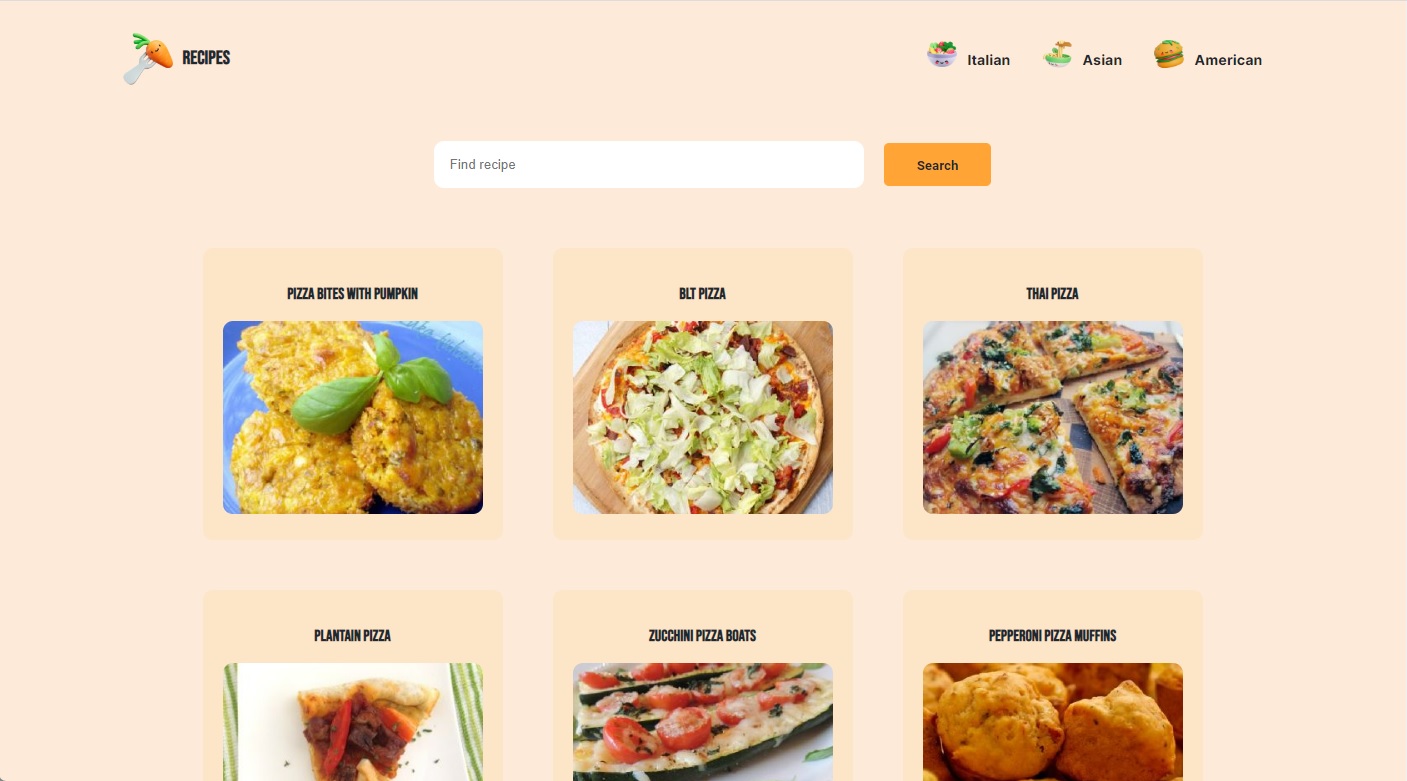 RECIPES
Italian
Asian
American
Find recipe
Search
PIZZA BITES WITH PUMPKIN
BLT PIZZA
THAI PIZZA
PLANTAIN PIZZA
ZUCCHINI PIZZA BOATS
PEPPERONI PIZZA MUFFINS